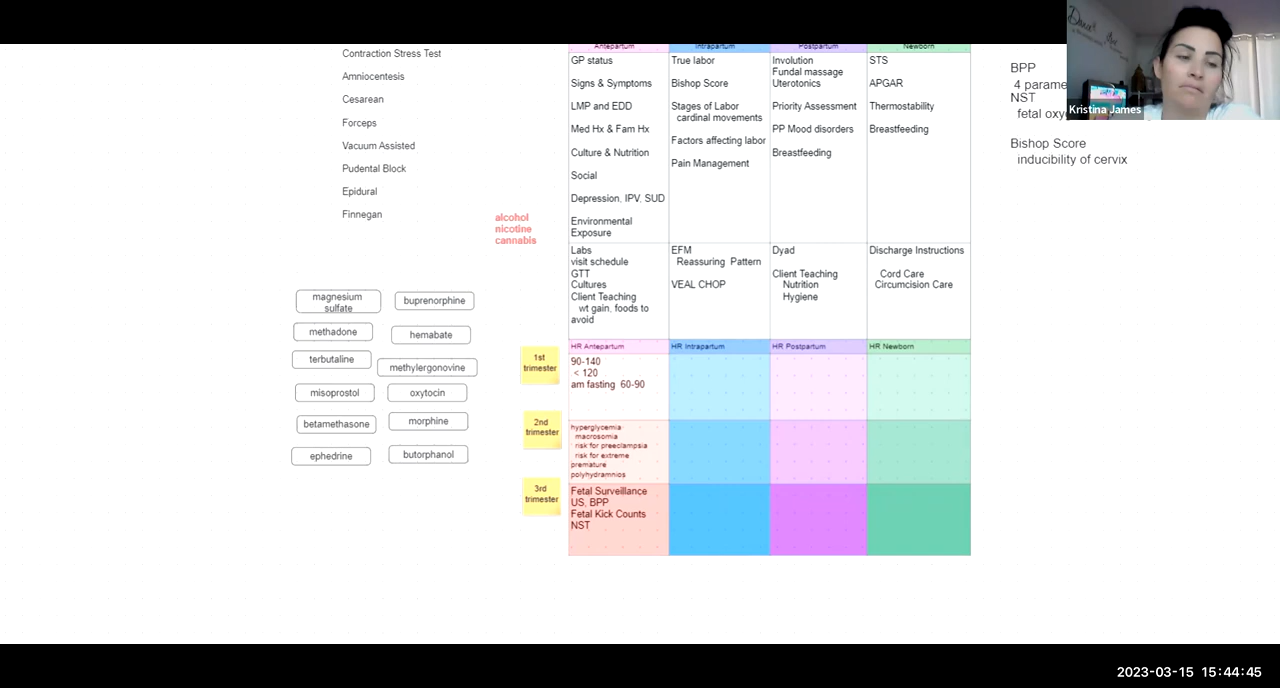 Contraction Stress Test
Amniocentesis
Cesarean
Forceps
Vacuum Assisted
Pudental Block
Epidural
Finnegan
alcohol
nicotine
cannabis
magnesium
sulfate
buprenorphine
methadone
hemabate
terbutaline
methylergonovine
misoprostol
oxytocin
betamethasone
morphine
ephedrine
butorphanol
1st
trimester
2nd
trimester
3rd
trimester
Antepartum
Intrapartum
Postpartum
Newborn
GP status
Signs & Symptoms
LMP and EDD
Med Hx & Fam Hx
Culture & Nutrition
Social
Depression, IPV, SUD
Environmental
Exposure
True labor
Bishop Score
Stages of Labor
cardinal movements
Factors affecting labor
Pain Management
Involution
Fundal massage
Uterotonics
Priority Assessment
PP Mood disorders
Breastfeeding
STS
APGAR
Thermostability
Breastfeeding
Labs
visit schedule
GTT
Cultures
Client Teaching
wt gain, foods to
avoid
EFM
Reassuring Pattern
VEAL CHOP
Dyad
Client Teaching
Nutrition
Hygiene
Discharge Instructions
Cord Care
Circumcision Care
HR Antepartum
HR Intrapartum
HR Postpartum
HR Newborn
90-140
< 120
am fasting 60-90
hyperglycemia
macrosomia
risk for preeclampsia
risk for extreme
premature
polyhydramnios
Fetal Surveillance
US, BPP
Fetal Kick Counts
NST
BPP
4 parame
NST
fetal oxy
Bishop Score
inducibility of cervix
Kristina James
2023-03-15 15:44:45